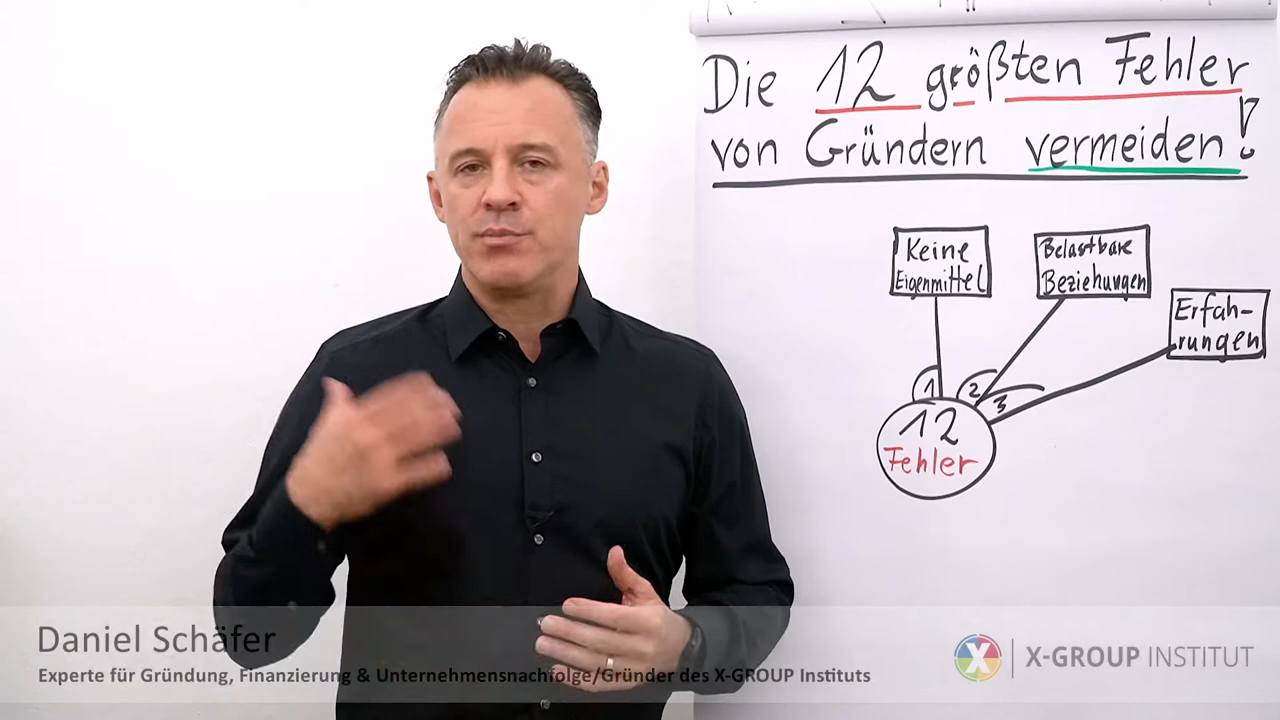 Die 12 größten Fehler
von Gründern vermeiden!
Keine
Eigenmittel
Belastbare
Beziehungen
Erfah-
rungen
1
2
3
12
Fehler
Daniel Schäfer
Experte für Gründung, Finanzierung & Unternehmensnachfolge/Gründer des X-GROUP Instituts
X
X-GROUP INSTITUT